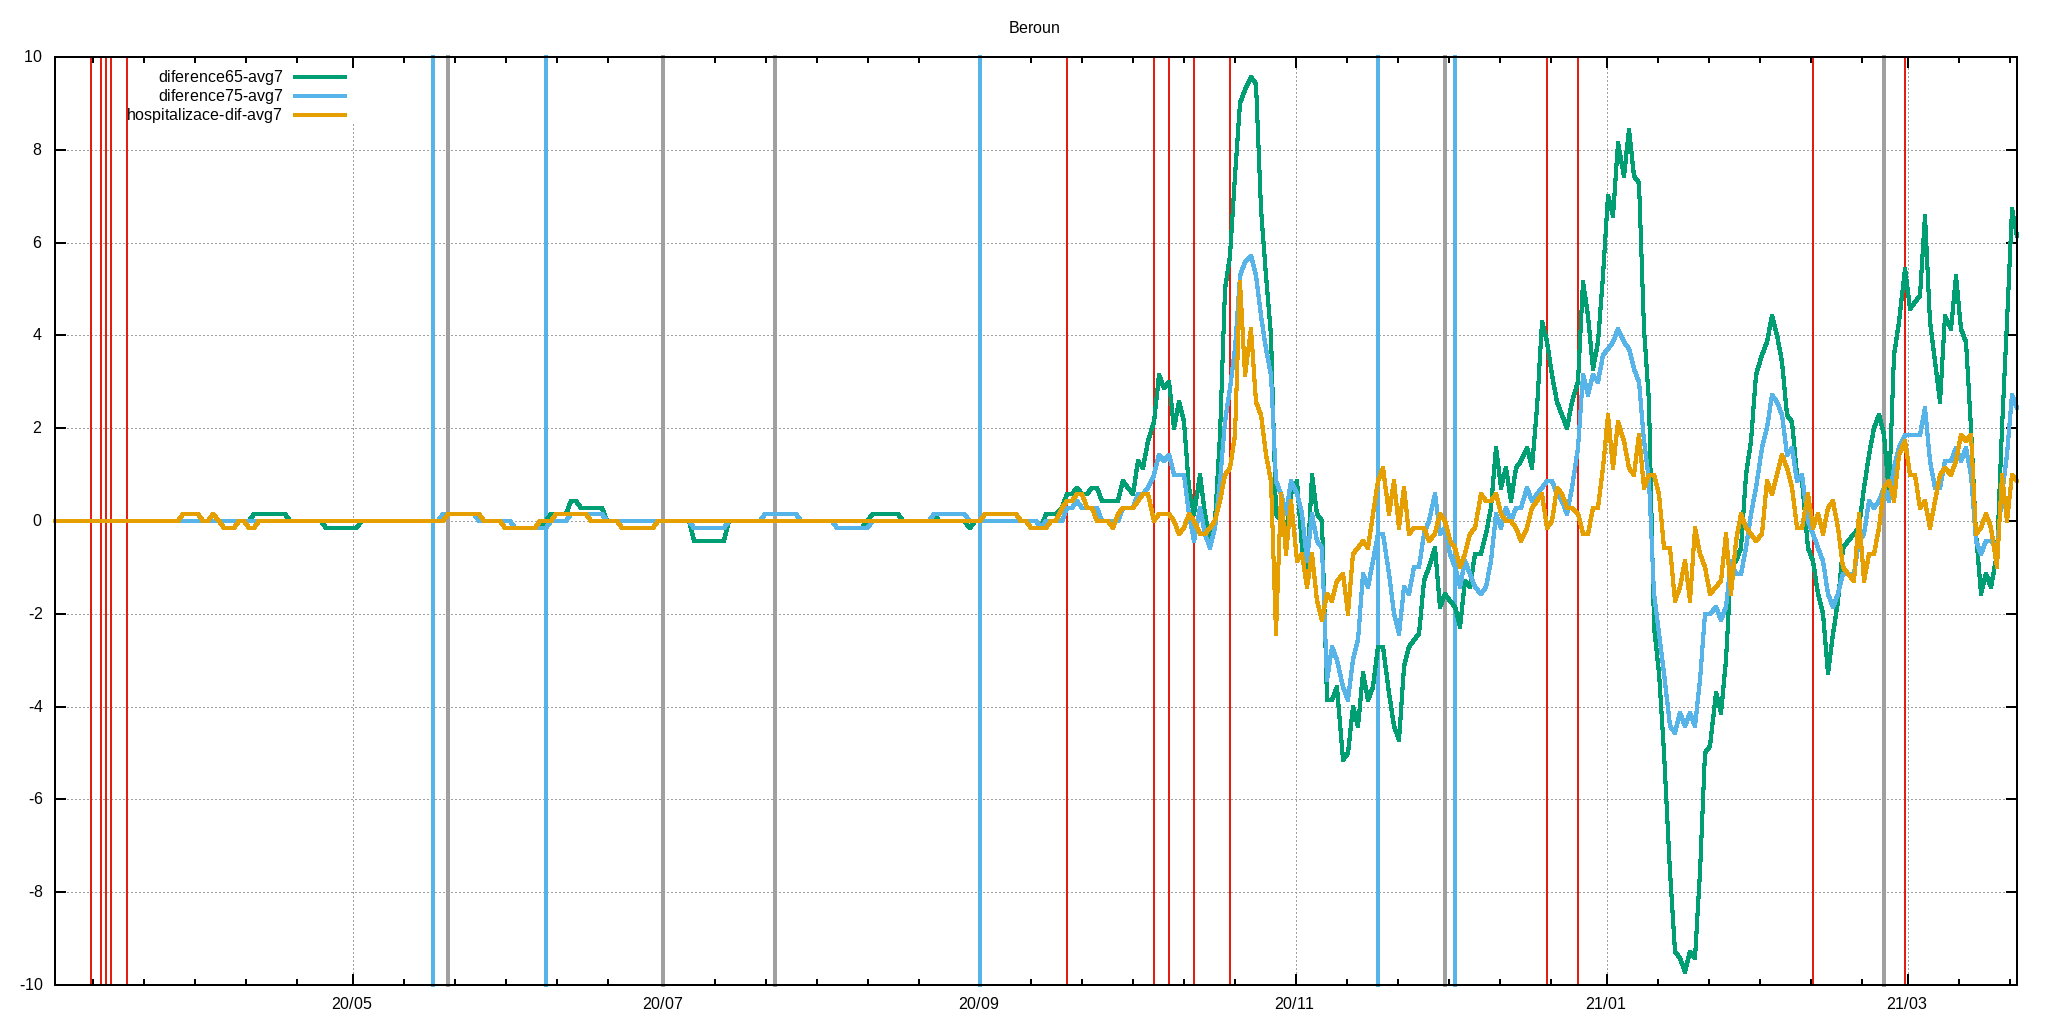 Beroun
diference65-avg7
diference75-avg7
hospitalizace-dif-avg7
10
8
6
4
2
0
-2
-4
-6
-8
-10
20/05 20/07 20/09 20/11 21/01 21/03